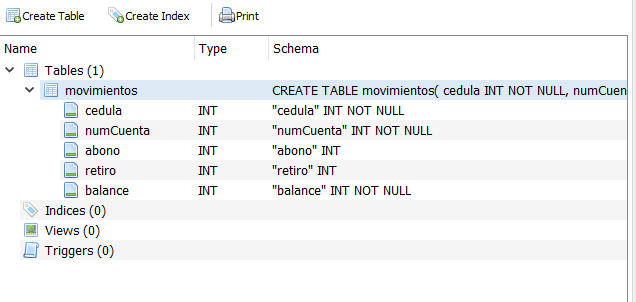 Create Table Create Index Print
Name Type Schema
Tables (1)
movimientos CREATE TABLE movimientos( cedula INT NOT NULL, numCuen
cedula INT "cedula" INT NOT NULL
numCuenta INT "numCuenta" INT NOT NULL
abono INT "abono" INT
retiro INT "retiro" INT
balance INT "balance" INT NOT NULL
Indices (0)
Views (0)
Triggers (0)